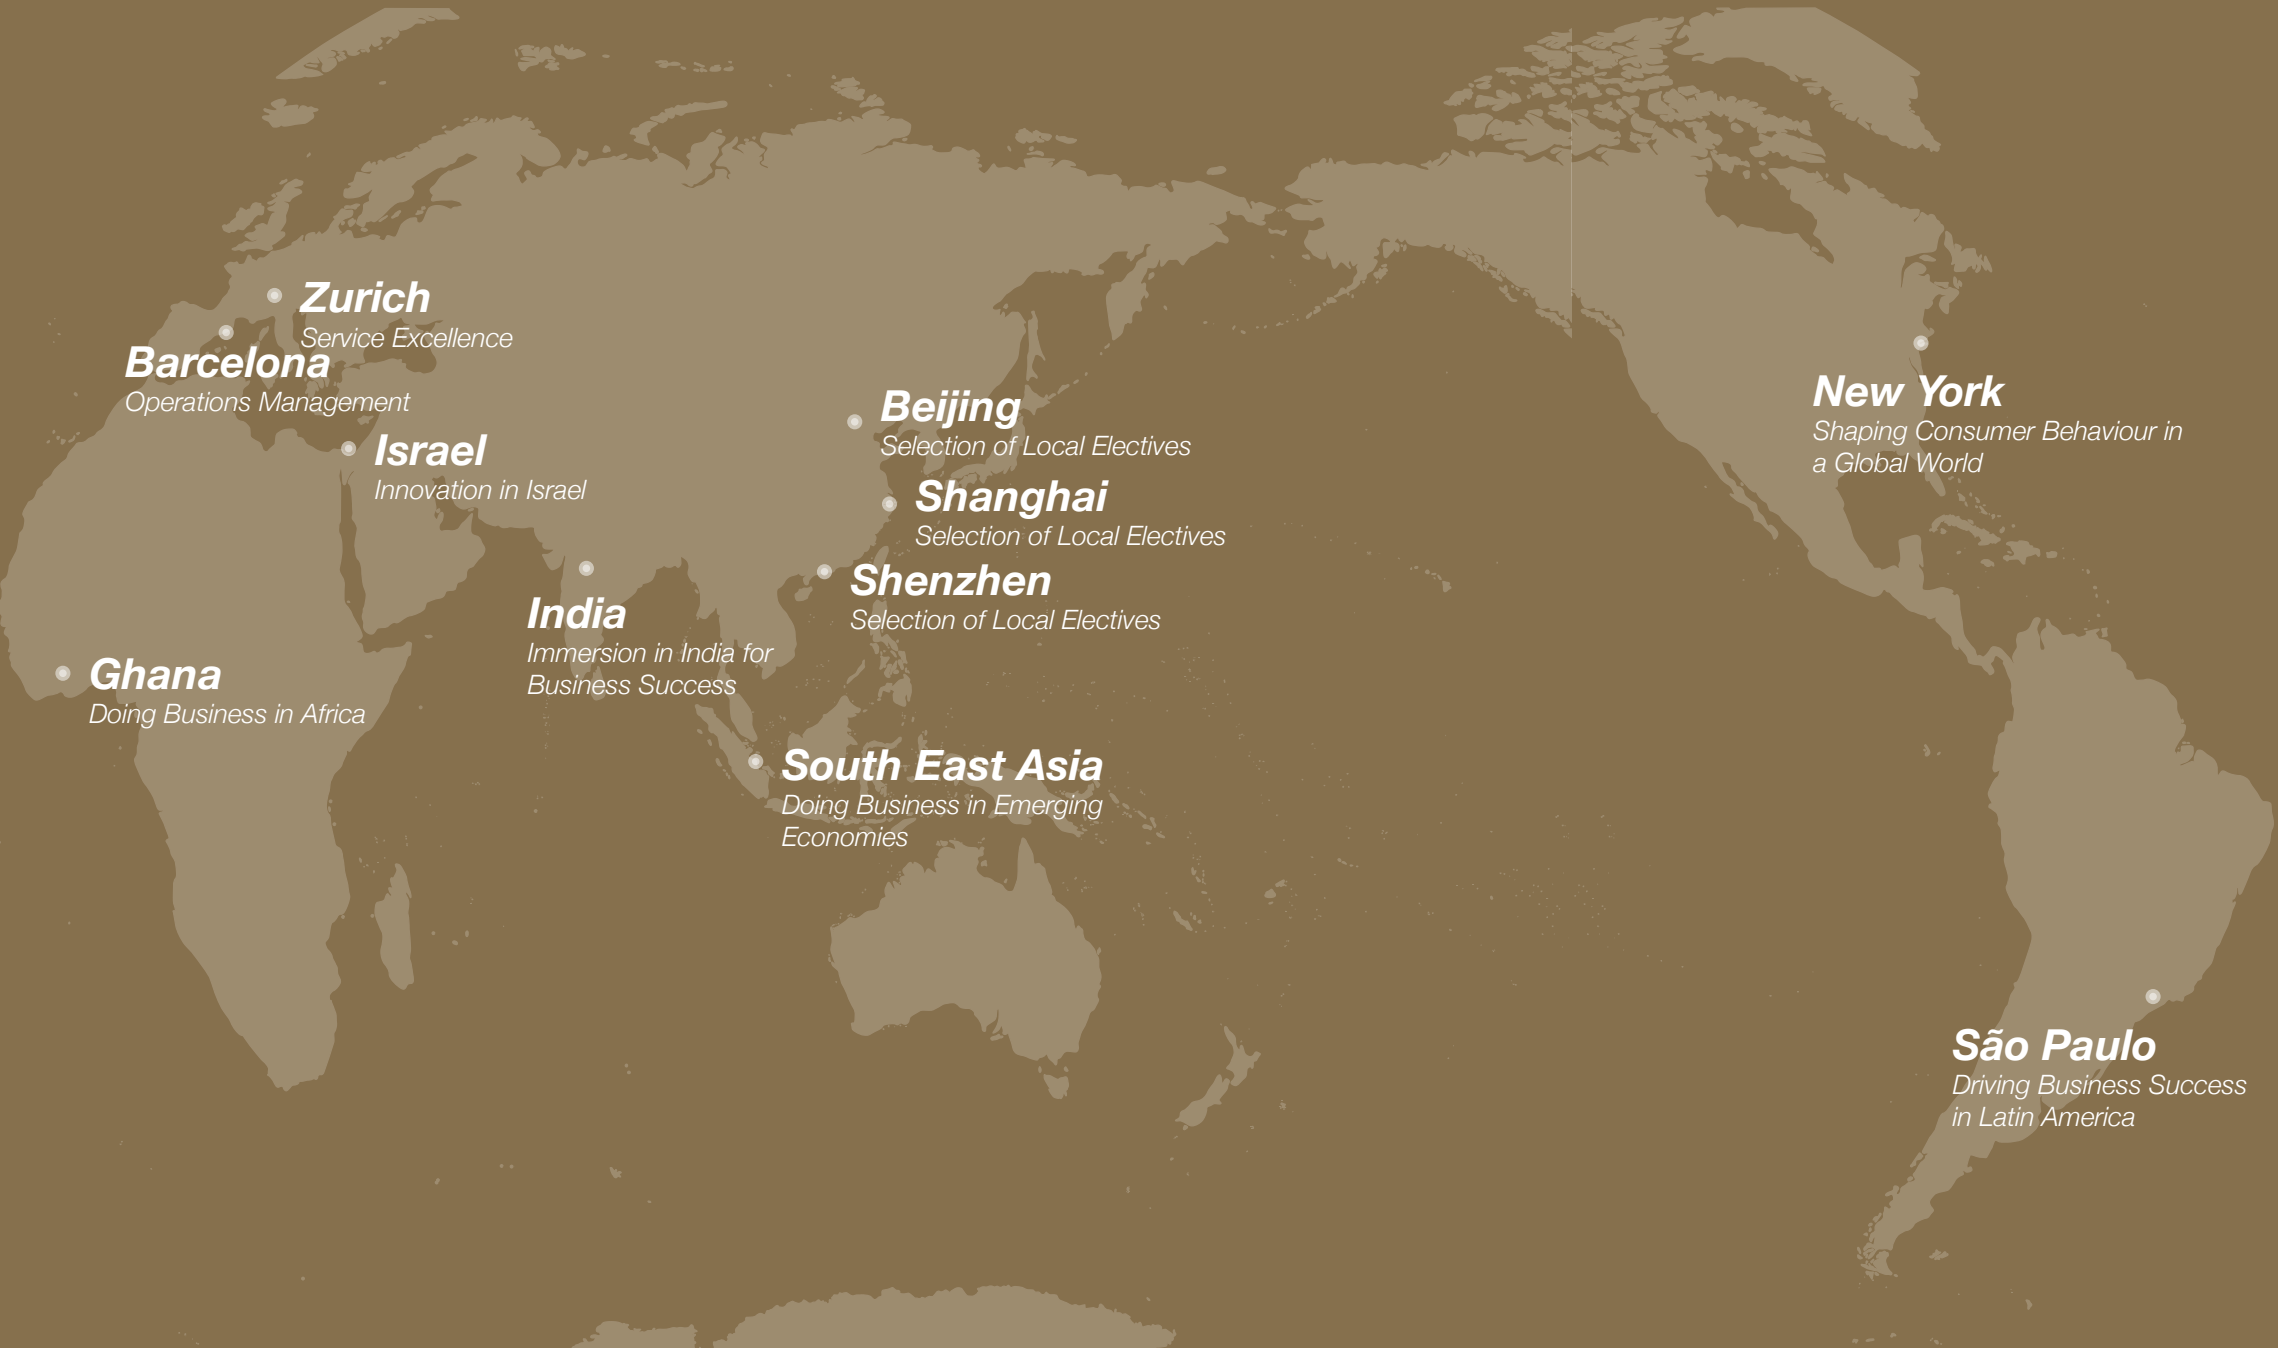 Zurich
Service Excellence
Barcelona
Operations Management
Israel
Innovation in Israel
Beijing
Selection of Local Electives
Shanghai
Selection of Local Electives
Shenzhen
Selection of Local Electives
India
Immersion in India for
Business Success
Ghana
Doing Business in Africa
South East Asia
Doing Business in Emerging
Economies
New York
Shaping Consumer Behaviour in
a Global World
São Paulo
Driving Business Success
in Latin America